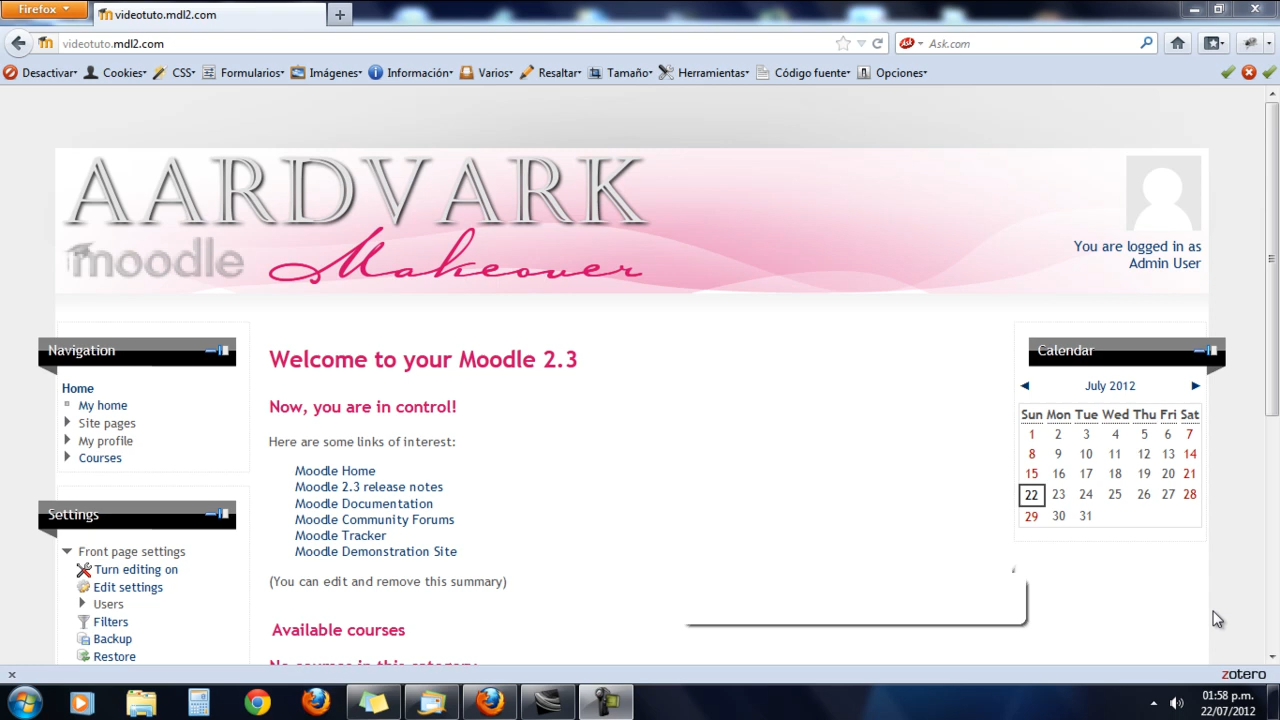 Firefox
videotuto.mdl2.com
videotuto.mdl2.com
Ask.com
Desactivar Cookies CSS Formularios Imágenes Información Varios Resaltar Tamaño Herramientas Código fuente Opciones
AARDVARK
moodle Makeover
You are logged in as
Admin User
Navigation
Home
My home
Site pages
My profile
Courses
Settings
Front page settings
Turn editing on
Edit settings
Users
Filters
Backup
Restore
Welcome to your Moodle 2.3
Now, you are in control!
Here are some links of interest:
Moodle Home
Moodle 2.3 release notes
Moodle Documentation
Moodle Community Forums
Moodle Tracker
Moodle Demonstration Site
(You can edit and remove this summary)
Available courses
No courses in this category
Calendar
◄ July 2012 ►
Sun Mon Tue Wed Thu Fri Sat
1 2 3 4 5 6 7
8 9 10 11 12 13 14
15 16 17 18 19 20 21
22 23 24 25 26 27 28
29 30 31
zotero
01:58 p.m.
22/07/2012